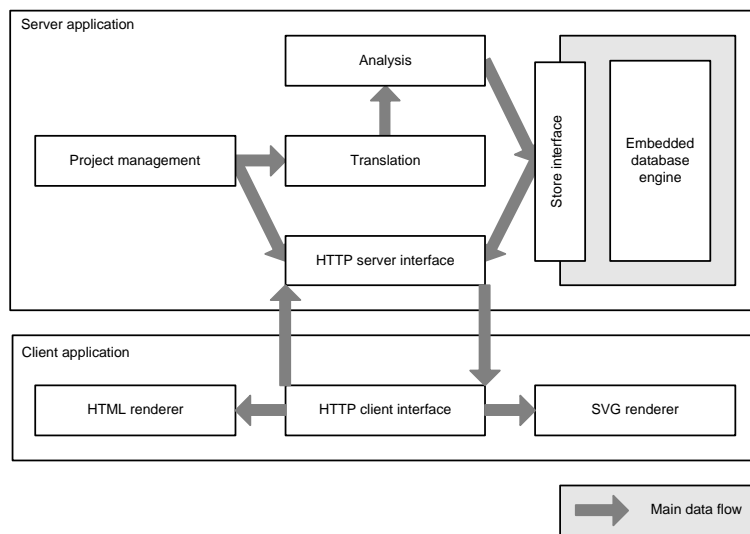 Server application
Analysis
Project management
Translation
Store interface
Embedded
database
engine
HTTP server interface
Client application
HTML renderer
HTTP client interface
SVG renderer
Main data flow